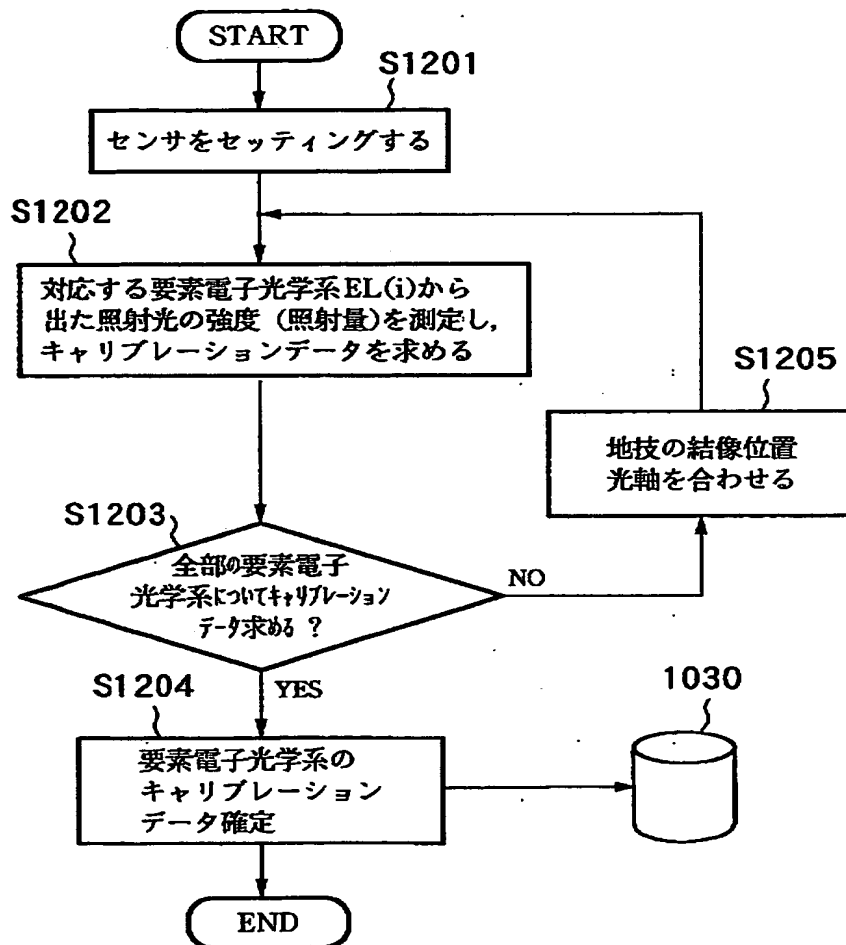 START
S1201
センサをセッティングする
S1202
対応する要素電子光学系EL(i)から
出た照射光の強度 (照射量)を測定し,
キャリブレーションデータを求める
S1205
地技の結像位置
光軸を合わせる
S1203
全部の要素電子
光学系についてキャリブレーション
データ求める ?
NO
YES
S1204
要素電子光学系の
キャリブレーション
データ確定
1030
END